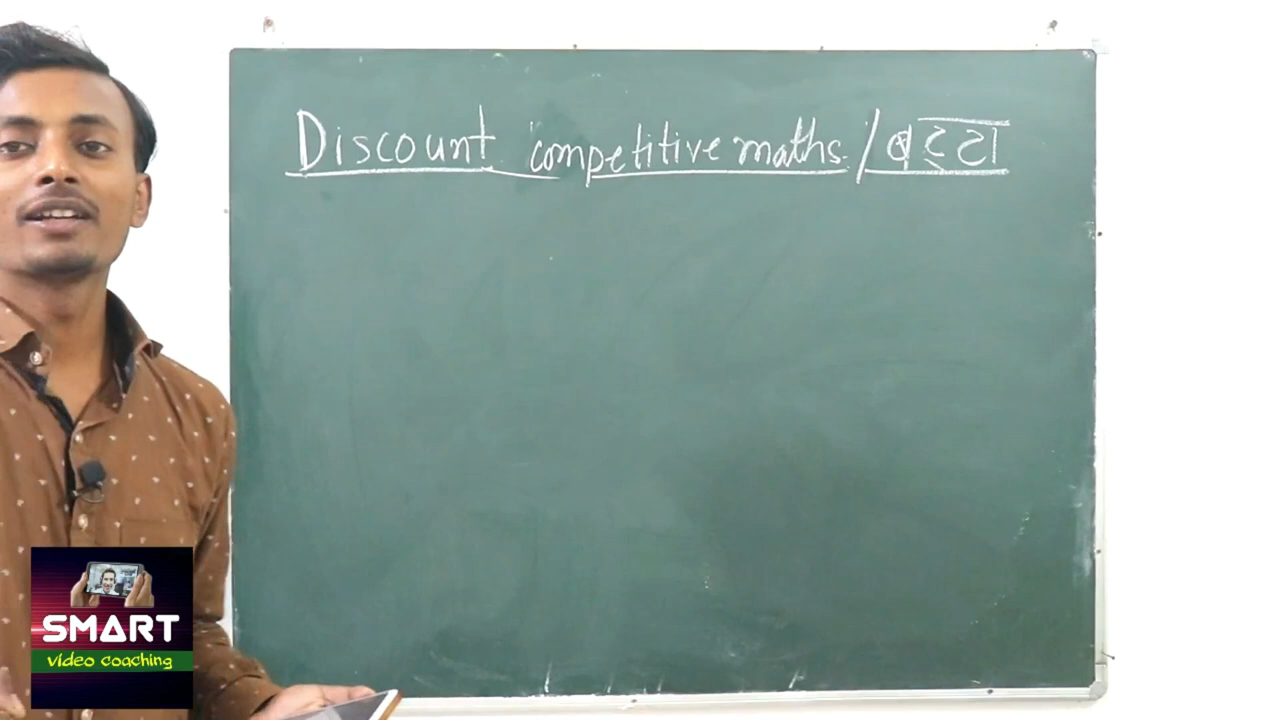 Discount competitive maths. / बट्टा
SMART
video coaching